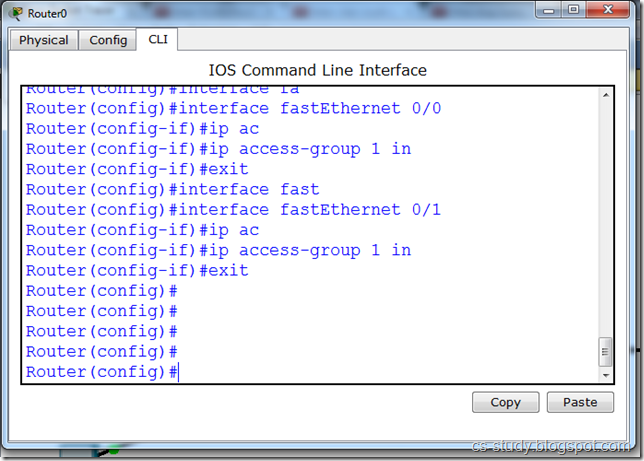 Router0
Physical Config CLI
IOS Command Line Interface
Router(config)#interface fa
Router(config)#interface fastEthernet 0/0
Router(config-if)#ip ac
Router(config-if)#ip access-group 1 in
Router(config-if)#exit
Router(config)#interface fast
Router(config)#interface fastEthernet 0/1
Router(config-if)#ip ac
Router(config-if)#ip access-group 1 in
Router(config-if)#exit
Router(config)#
Router(config)#
Router(config)#
Router(config)#
Router(config)#
Copy Paste
cs-study.blogspot.com